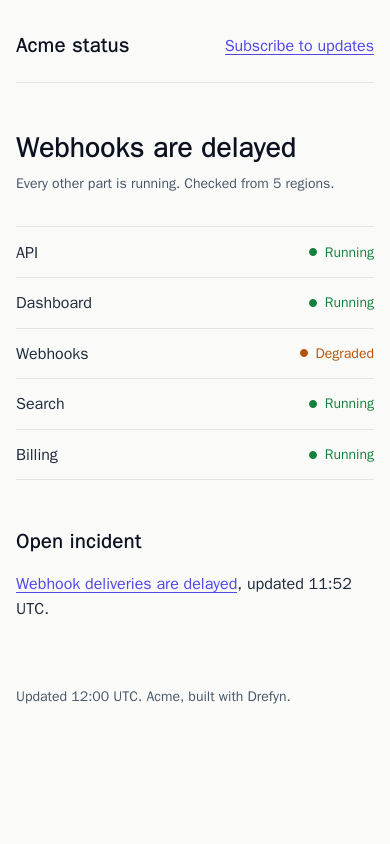 Acme status
Subscribe to updates
Webhooks are delayed
Every other part is running. Checked from 5 regions.
API
Running
Dashboard
Running
Webhooks
Degraded
Search
Running
Billing
Running
Open incident
Webhook deliveries are delayed, updated 11:52
UTC.
Updated 12:00 UTC. Acme, built with Drefyn.